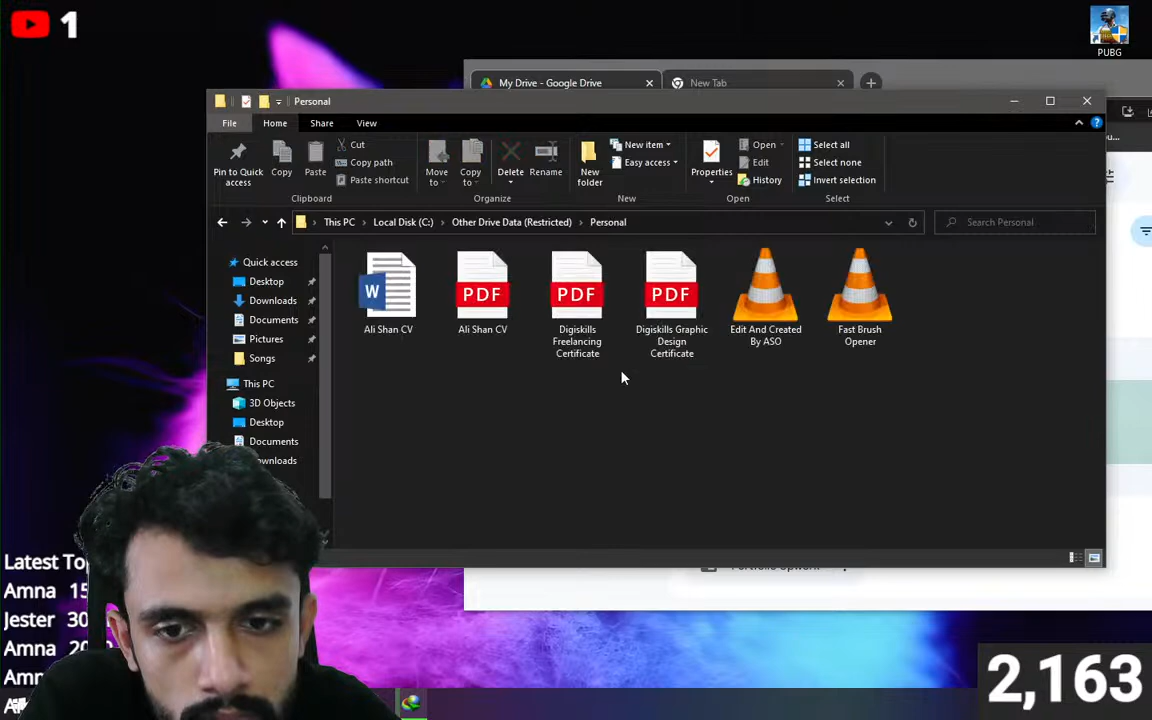 1
PUBG
My Drive - Google Drive
New Tab
Personal
File
Home
Share
View
Pin to Quick access
Copy
Paste
Cut
Copy path
Paste shortcut
Move to
Copy to
Delete
Rename
New folder
New item
Easy access
Properties
Open
Edit
History
Select all
Select none
Invert selection
Clipboard
Organize
New
Open
Select
This PC
Local Disk (C:)
Other Drive Data (Restricted)
Personal
Search Personal
Quick access
Desktop
Downloads
Documents
Pictures
Songs
This PC
3D Objects
Desktop
Documents
W
Ali Shan CV
PDF
Ali Shan CV
PDF
Digiskills
Freelancing
Certificate
PDF
Digiskills Graphic
Design
Certificate
Edit And Created
By ASO
Fast Brush
Opener
Latest
Amna
Jester
Amna
2,163